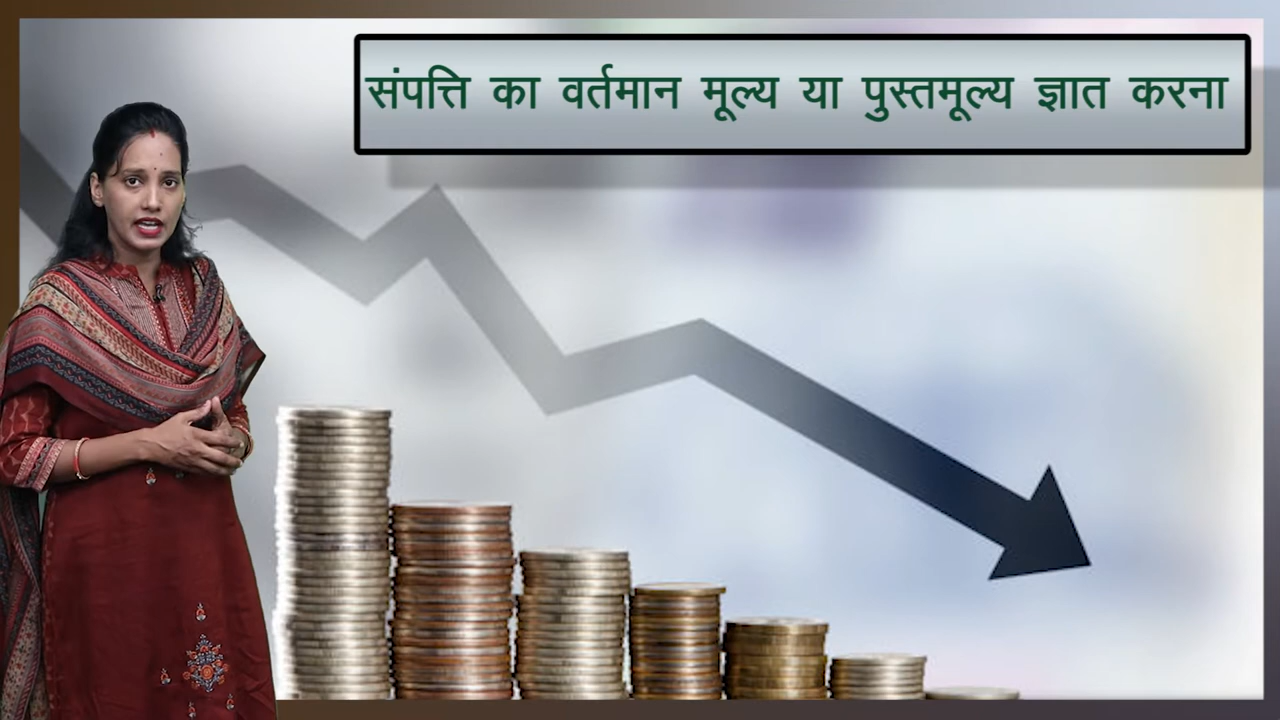 संपत्ति का वर्तमान मूल्य या पुस्तमूल्य ज्ञात करना